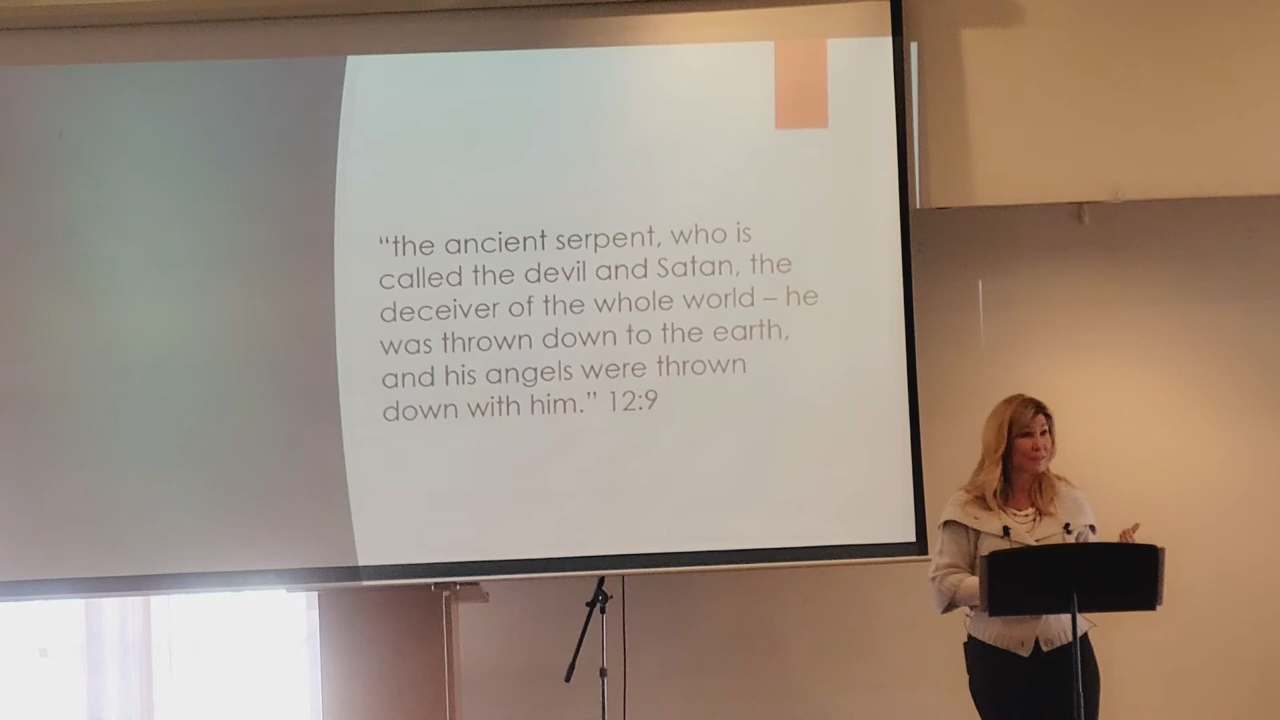 “the ancient serpent, who is
called the devil and Satan, the
deceiver of the whole world – he
was thrown down to the earth,
and his angels were thrown
down with him.” 12:9